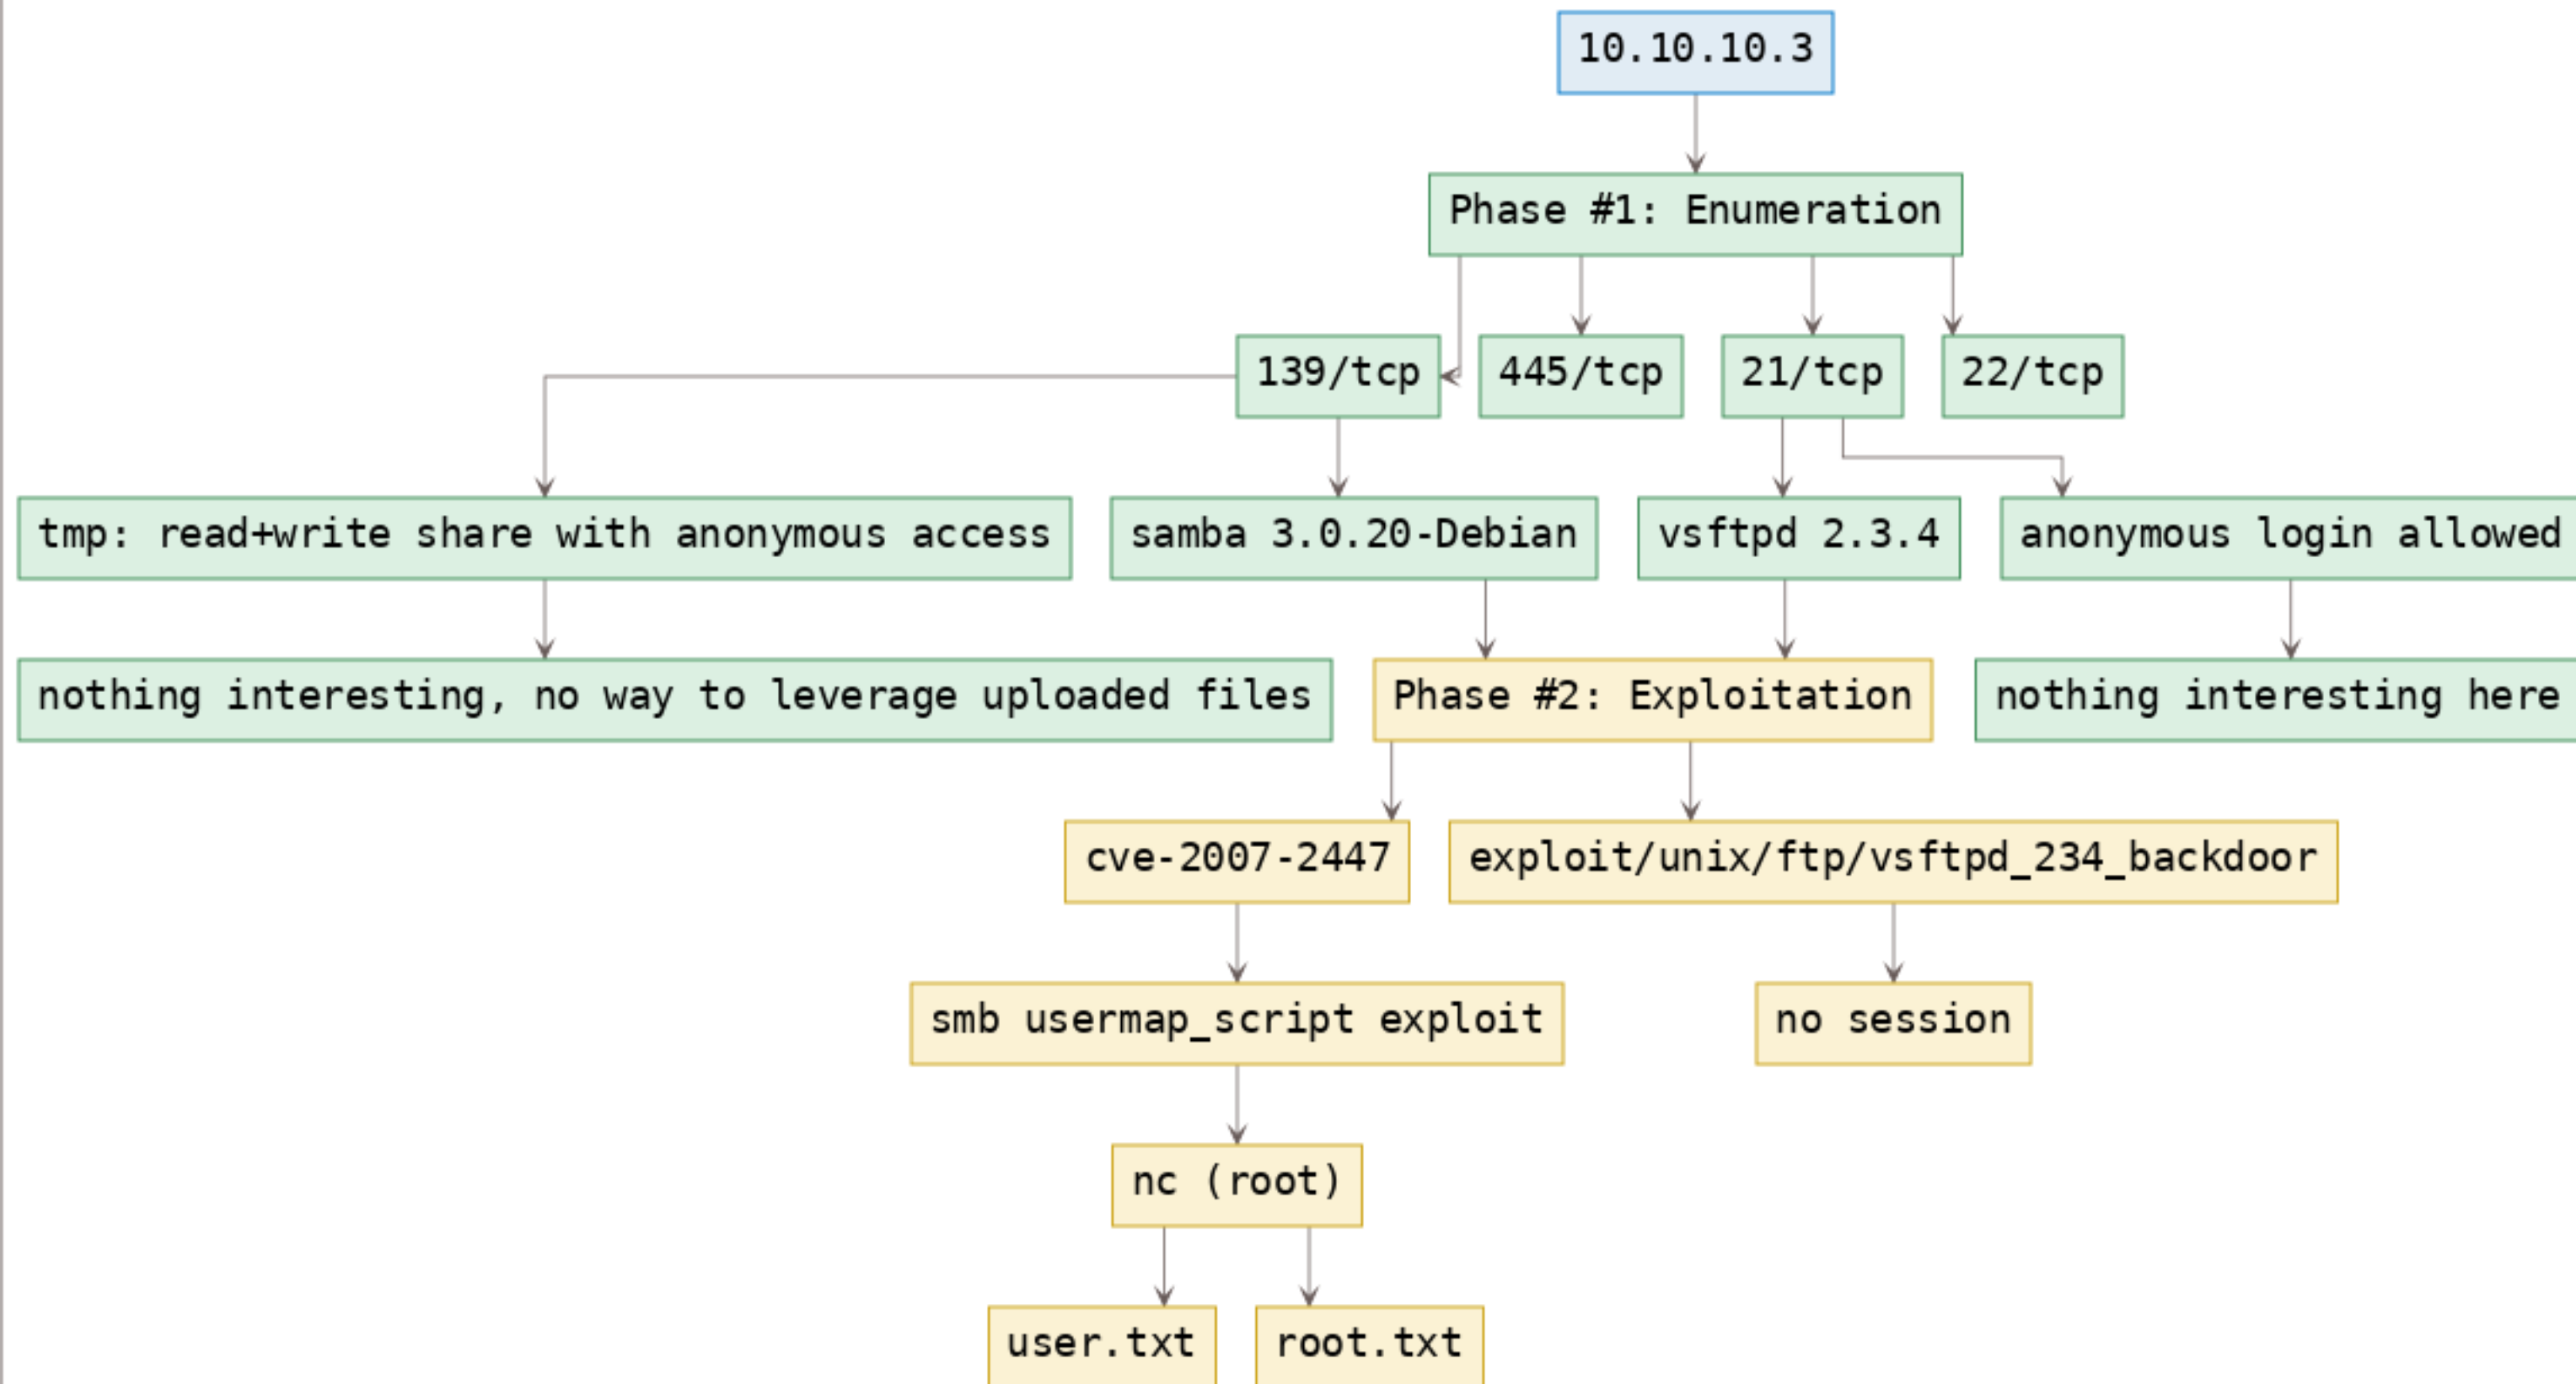 10.10.10.3
Phase #1: Enumeration
139/tcp
445/tcp
21/tcp
22/tcp
tmp: read+write share with anonymous access
samba 3.0.20-Debian
vsftpd 2.3.4
anonymous login allowed
nothing interesting, no way to leverage uploaded files
Phase #2: Exploitation
nothing interesting here
cve-2007-2447
exploit/unix/ftp/vsftpd_234_backdoor
smb usermap_script exploit
no session
nc (root)
user.txt
root.txt